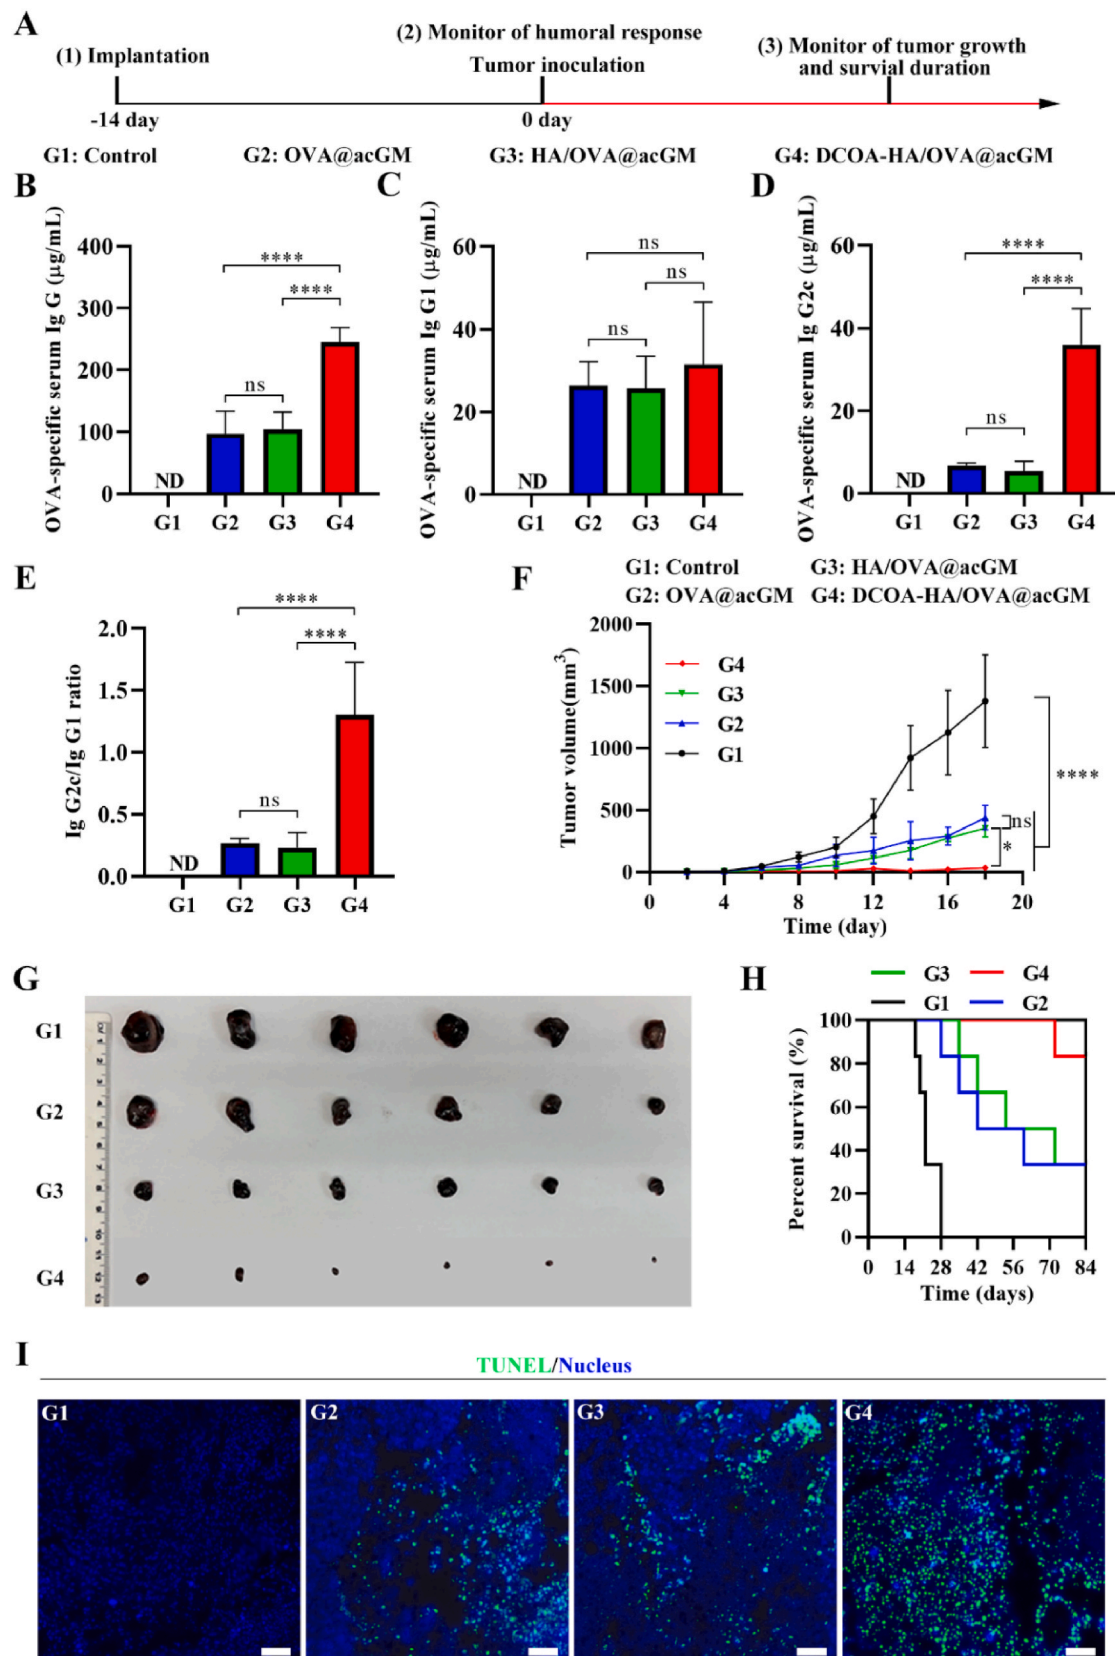 A
(1) Implantation
(2) Monitor of humoral response
Tumor inoculation
(3) Monitor of tumor growth
and survial duration
-14 day
0 day
G1: Control
G2: OVA@acGM
G3: HA/OVA@acGM
G4: DCOA-HA/OVA@acGM
B
OVA-specific serum Ig G (μg/mL)
400
300
200
100
0
****
****
ns
ND
G1 G2 G3 G4
C
OVA-specific serum Ig G1 (μg/mL)
60
40
20
0
ns
ns
ns
ND
G1 G2 G3 G4
D
OVA-specific serum Ig G2c (μg/mL)
60
40
20
0
****
****
ns
ND
G1 G2 G3 G4
E
Ig G2c/Ig G1 ratio
2.0
1.5
1.0
0.5
0.0
****
****
ns
ND
G1 G2 G3 G4
F
G1: Control G3: HA/OVA@acGM
G2: OVA@acGM G4: DCOA-HA/OVA@acGM
Tumor volume(mm³)
2000
1500
1000
500
0
G4
G3
G2
G1
****
ns
*
0 4 8 12 16 20
Time (day)
G
G1
G2
G3
G4
H
G3 G4
G1 G2
Percent survival (%)
100
80
60
40
20
0
0 14 28 42 56 70 84
Time (days)
I
TUNEL/Nucleus
G1 G2 G3 G4